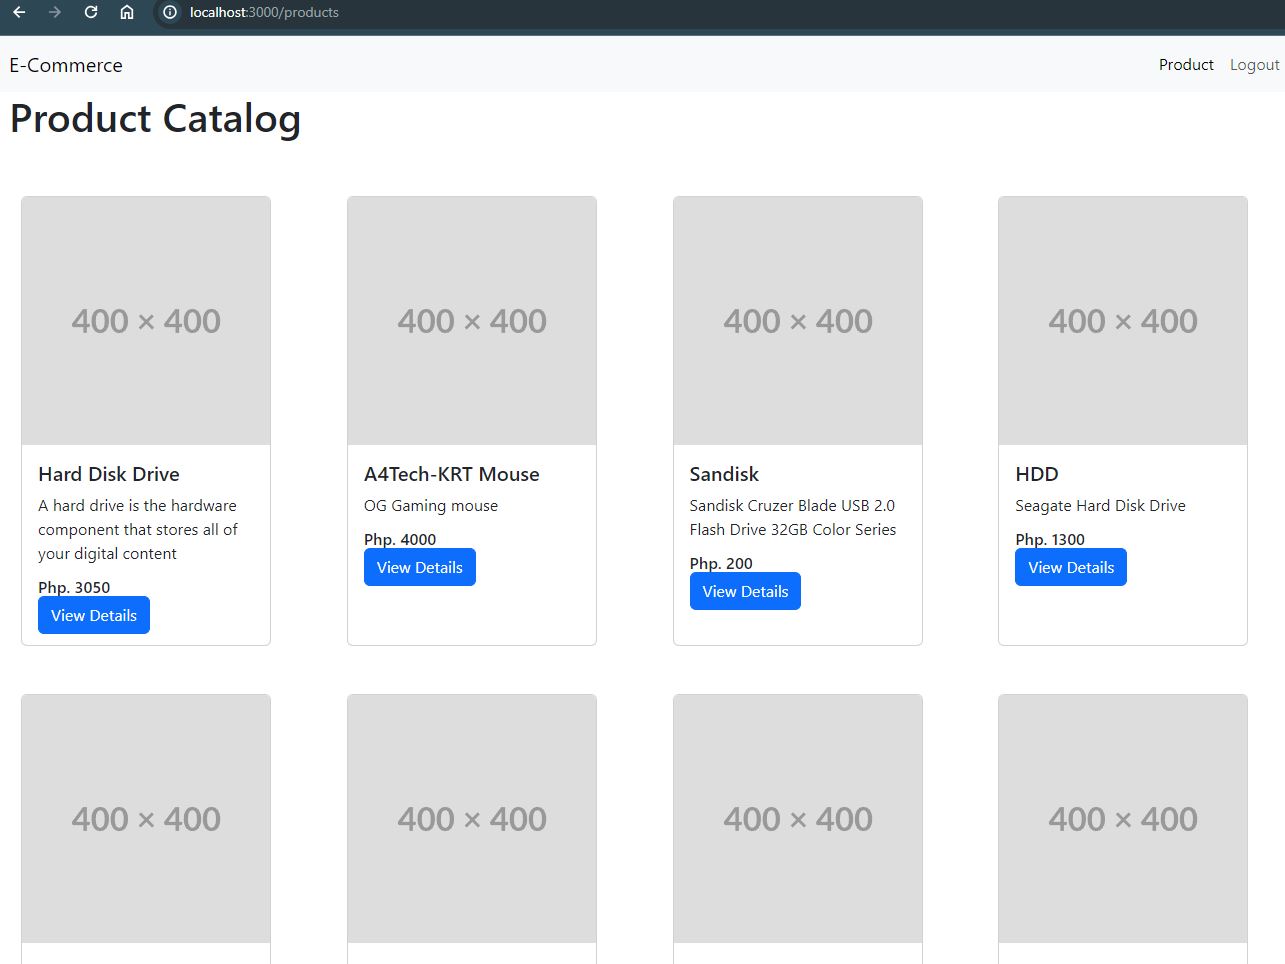 localhost:3000/products
E-Commerce
Product
Logout
Product Catalog
400 × 400
400 × 400
400 × 400
400 × 400
Hard Disk Drive
A hard drive is the hardware
component that stores all of
your digital content
Php. 3050
View Details
A4Tech-KRT Mouse
OG Gaming mouse
Php. 4000
View Details
Sandisk
Sandisk Cruzer Blade USB 2.0
Flash Drive 32GB Color Series
Php. 200
View Details
HDD
Seagate Hard Disk Drive
Php. 1300
View Details
400 × 400
400 × 400
400 × 400
400 × 400